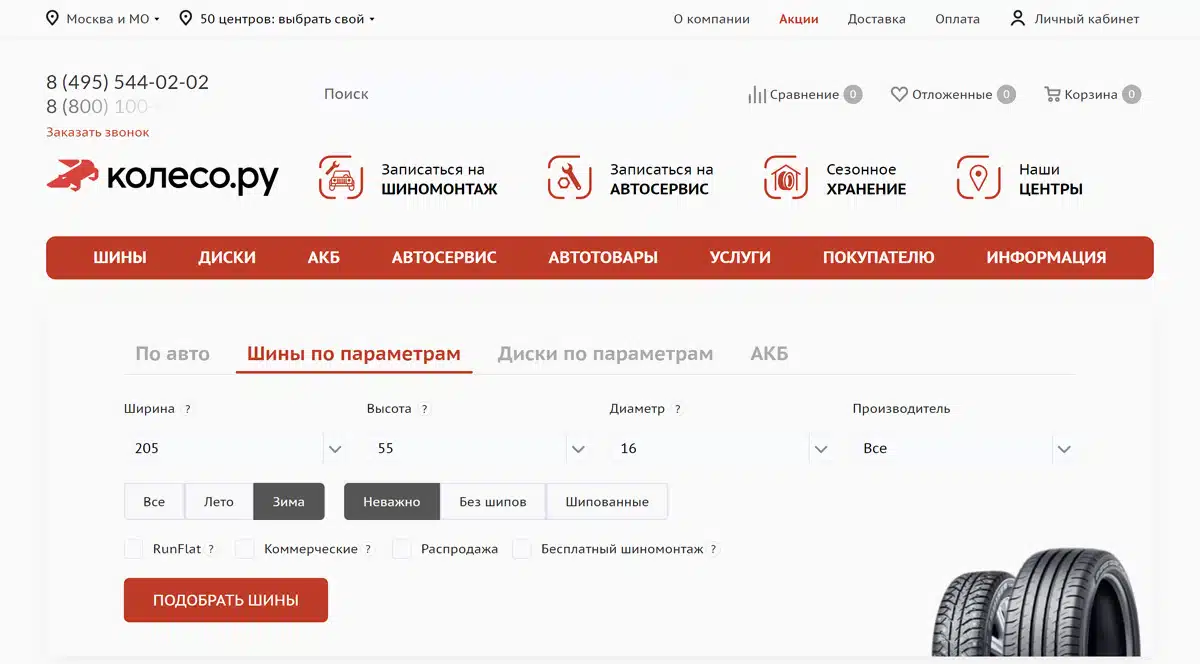 Москва и МО 50 центров: выбрать свой О компании Акции Доставка Оплата Личный кабинет
8 (495) 544-02-02
8 (800) 100-
Поиск Сравнение 0 Отложенные 0 Корзина 0
Заказать звонок
колесо.ру
Записаться на
ШИНОМОНТАЖ
Записаться на
АВТОСЕРВИС
Сезонное
ХРАНЕНИЕ
Наши
ЦЕНТРЫ
ШИНЫ ДИСКИ АКБ АВТОСЕРВИС АВТОТОВАРЫ УСЛУГИ ПОКУПАТЕЛЮ ИНФОРМАЦИЯ
По авто Шины по параметрам Диски по параметрам АКБ
Ширина ? Высота ? Диаметр ? Производитель
205 55 16 Все
Все Лето Зима Неважно Без шипов Шипованные
RunFlat ? Коммерческие ? Распродажа Бесплатный шиномонтаж ?
ПОДОБРАТЬ ШИНЫ